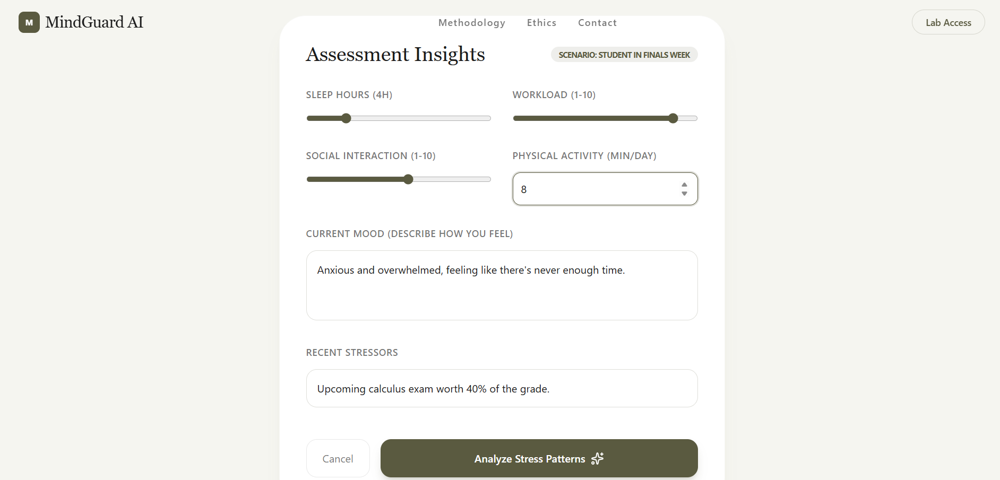 M MindGuard AI
Methodology Ethics Contact
Lab Access
Assessment Insights
SCENARIO: STUDENT IN FINALS WEEK
SLEEP HOURS (4H)
WORKLOAD (1-10)
SOCIAL INTERACTION (1-10)
PHYSICAL ACTIVITY (MIN/DAY)
8
CURRENT MOOD (DESCRIBE HOW YOU FEEL)
Anxious and overwhelmed, feeling like there's never enough time.
RECENT STRESSORS
Upcoming calculus exam worth 40% of the grade.
Cancel
Analyze Stress Patterns